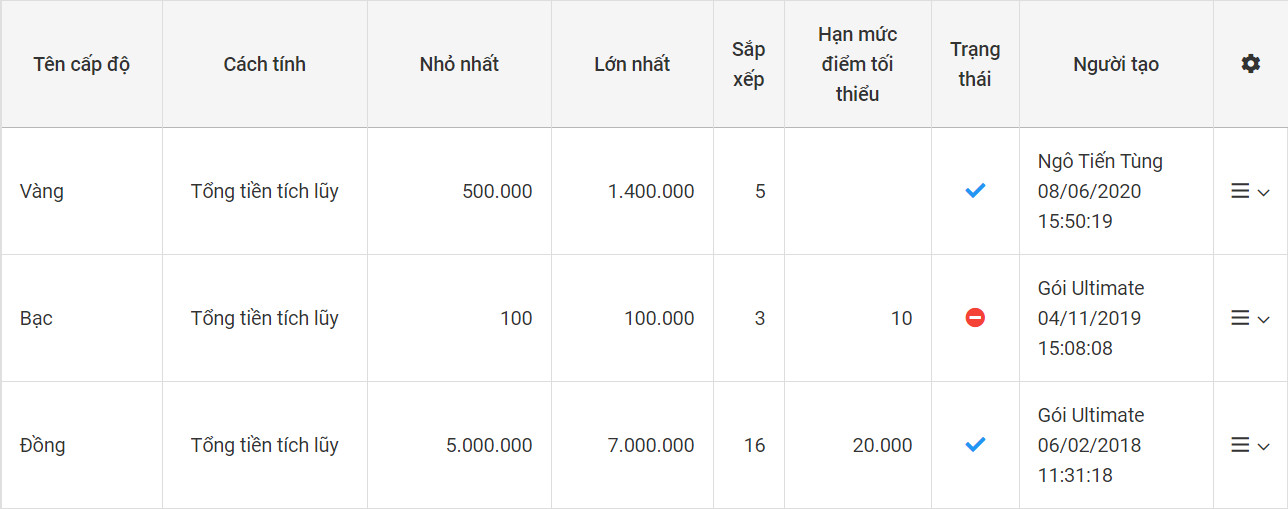 Tên cấp độ
Cách tính
Nhỏ nhất
Lớn nhất
Sắp
xếp
Hạn mức
điểm tối
thiểu
Trạng
thái
Người tạo
Vàng
Tổng tiền tích lũy
500.000
1.400.000
5
Ngô Tiến Tùng
08/06/2020
15:50:19
Bạc
Tổng tiền tích lũy
100
100.000
3
10
Gói Ultimate
04/11/2019
15:08:08
Đồng
Tổng tiền tích lũy
5.000.000
7.000.000
16
20.000
Gói Ultimate
06/02/2018
11:31:18